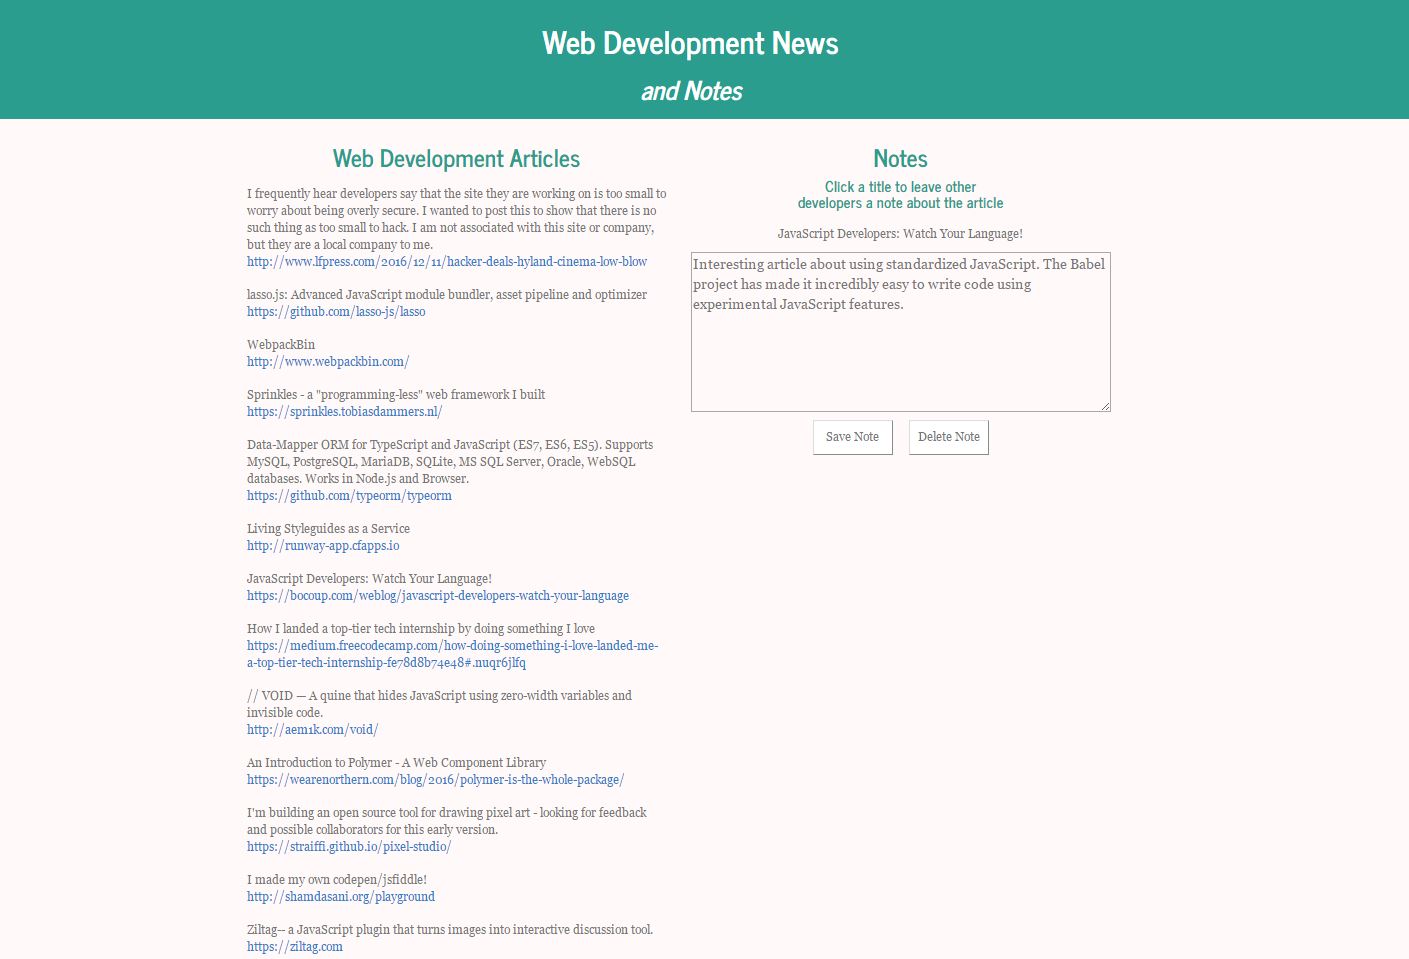 Web Development News
and Notes
Web Development Articles
I frequently hear developers say that the site they are working on is too small to
worry about being overly secure. I wanted to post this to show that there is no
such thing as too small to hack. I am not associated with this site or company,
but they are a local company to me.
http://www.lfpress.com/2016/12/11/hacker-deals-hyland-cinema-low-blow
lasso.js: Advanced JavaScript module bundler, asset pipeline and optimizer
https://github.com/lasso-js/lasso
WebpackBin
http://www.webpackbin.com/
Sprinkles - a "programming-less" web framework I built
https://sprinkles.tobiasdammers.nl/
Data-Mapper ORM for TypeScript and JavaScript (ES7, ES6, ES5). Supports
MySQL, PostgreSQL, MariaDB, SQLite, MS SQL Server, Oracle, WebSQL
databases. Works in Node.js and Browser.
https://github.com/typeorm/typeorm
Living Styleguides as a Service
http://runway-app.cfapps.io
JavaScript Developers: Watch Your Language!
https://bocoup.com/weblog/javascript-developers-watch-your-language
How I landed a top-tier tech internship by doing something I love
https://medium.freecodecamp.com/how-doing-something-i-love-landed-me-
a-top-tier-tech-internship-fe78d8b74e48#.nuqr6jlfq
// VOID — A quine that hides JavaScript using zero-width variables and
invisible code.
http://aem1k.com/void/
An Introduction to Polymer - A Web Component Library
https://wearenorthern.com/blog/2016/polymer-is-the-whole-package/
I'm building an open source tool for drawing pixel art - looking for feedback
and possible collaborators for this early version.
https://straiffi.github.io/pixel-studio/
I made my own codepen/jsfiddle!
http://shamdasani.org/playground
Ziltag-- a JavaScript plugin that turns images into interactive discussion tool.
https://ziltag.com
Notes
Click a title to leave other
developers a note about the article
JavaScript Developers: Watch Your Language!
Interesting article about using standardized JavaScript. The Babel
project has made it incredibly easy to write code using
experimental JavaScript features.
Save Note
Delete Note